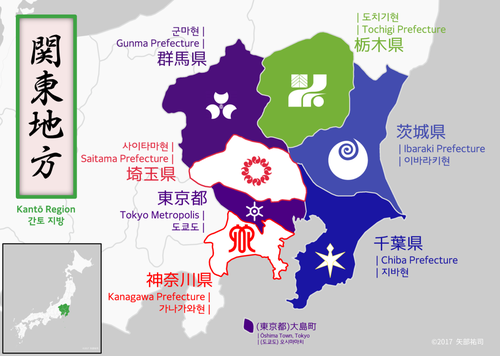 関東地方
Kantō Region
간토 지방
군마현 |
Gunma Prefecture |
群馬県
| 도치기현
| Tochigi Prefecture
栃木県
茨城県
| Ibaraki Prefecture
| 이바라키현
사이타마현 |
Saitama Prefecture |
埼玉県
東京都
Tokyo Metropolis |
| 도쿄도 |
千葉県
| Chiba Prefecture
| 지바현
神奈川県
Kanagawa Prefecture |
가나가와현 |
(東京都)大島町
| Oshima Town, Tokyo
| (도쿄도) 오시마마치
©2017 矢部祐司